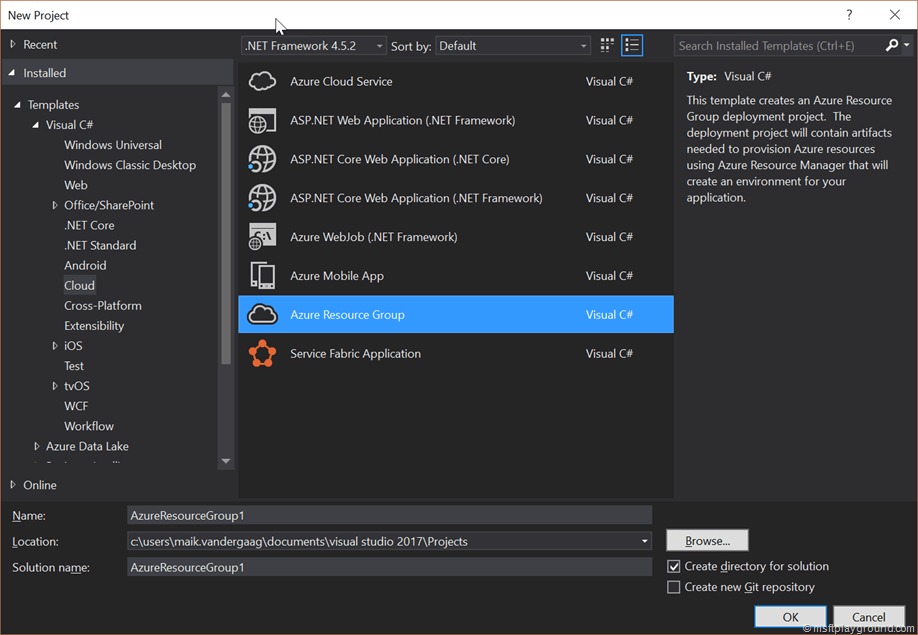 New Project
?
Recent
.NET Framework 4.5.2
Sort by:
Default
Search Installed Templates (Ctrl+E)
Installed
Templates
Visual C#
Windows Universal
Windows Classic Desktop
Web
Office/SharePoint
.NET Core
.NET Standard
Android
Cloud
Cross-Platform
Extensibility
iOS
Test
tvOS
WCF
Workflow
Azure Data Lake
Online
Azure Cloud Service Visual C#
ASP.NET Web Application (.NET Framework) Visual C#
ASP.NET Core Web Application (.NET Core) Visual C#
ASP.NET Core Web Application (.NET Framework) Visual C#
Azure WebJob (.NET Framework) Visual C#
Azure Mobile App Visual C#
Azure Resource Group Visual C#
Service Fabric Application Visual C#
Type: Visual C#
This template creates an Azure Resource
Group deployment project. The
deployment project will contain artifacts
needed to provision Azure resources
using Azure Resource Manager that will
create an environment for your
application.
Name: AzureResourceGroup1
Location: c:\users\maik.vandergaag\documents\visual studio 2017\Projects
Browse...
Solution name: AzureResourceGroup1
Create directory for solution
Create new Git repository
OK
Cancel
© msftplayground.com